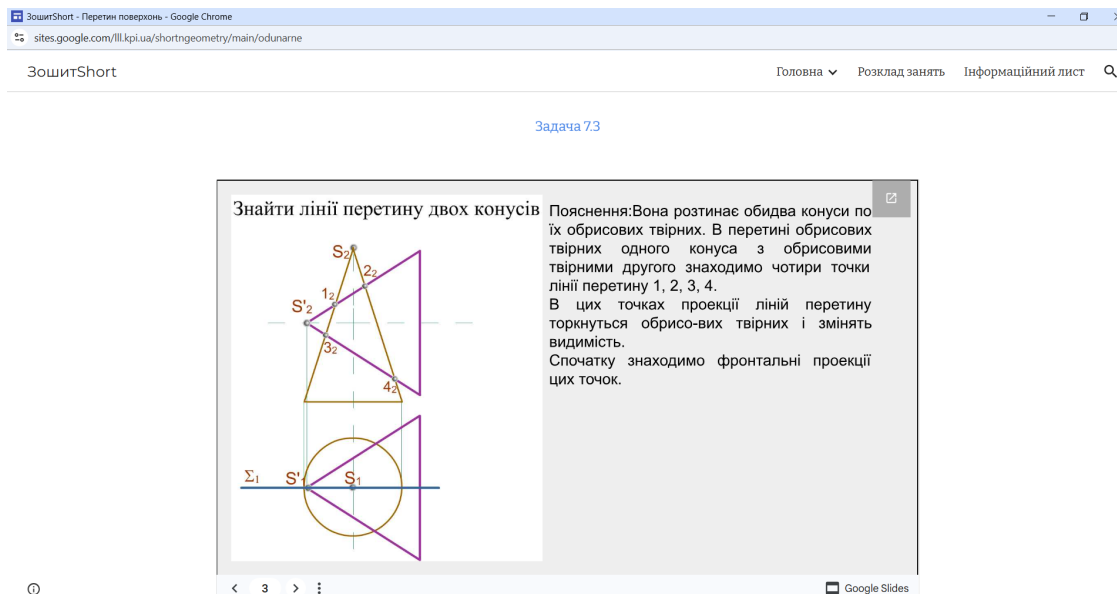 ЗошитShort - Перетин поверхонь - Google Chrome
sites.google.com/lll.kpi.ua/shortngeometry/main/odunarne
ЗошитShort
Головна
Розклад занять
Інформаційний лист
Задача 7.3
Знайти лінії перетину двох конусів
Пояснення:Вона розтинає обидва конуси по
їх обрисових твірних. В перетині обрисових
твірних одного конуса з обрисовими
твірними другого знаходимо чотири точки
лінії перетину 1, 2, 3, 4.
В цих точках проекції ліній перетину
торкнуться обрисо-вих твірних і змінять
видимість.
Спочатку знаходимо фронтальні проекції
цих точок.
S2
22
12
S'2
32
42
Σ1
S'1
S1
3
Google Slides